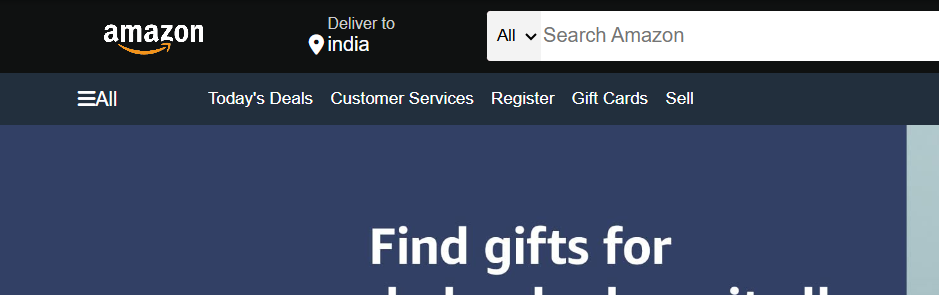 amazon
Deliver to
india
All
Search Amazon
All
Today's Deals
Customer Services
Register
Gift Cards
Sell
Find gifts for